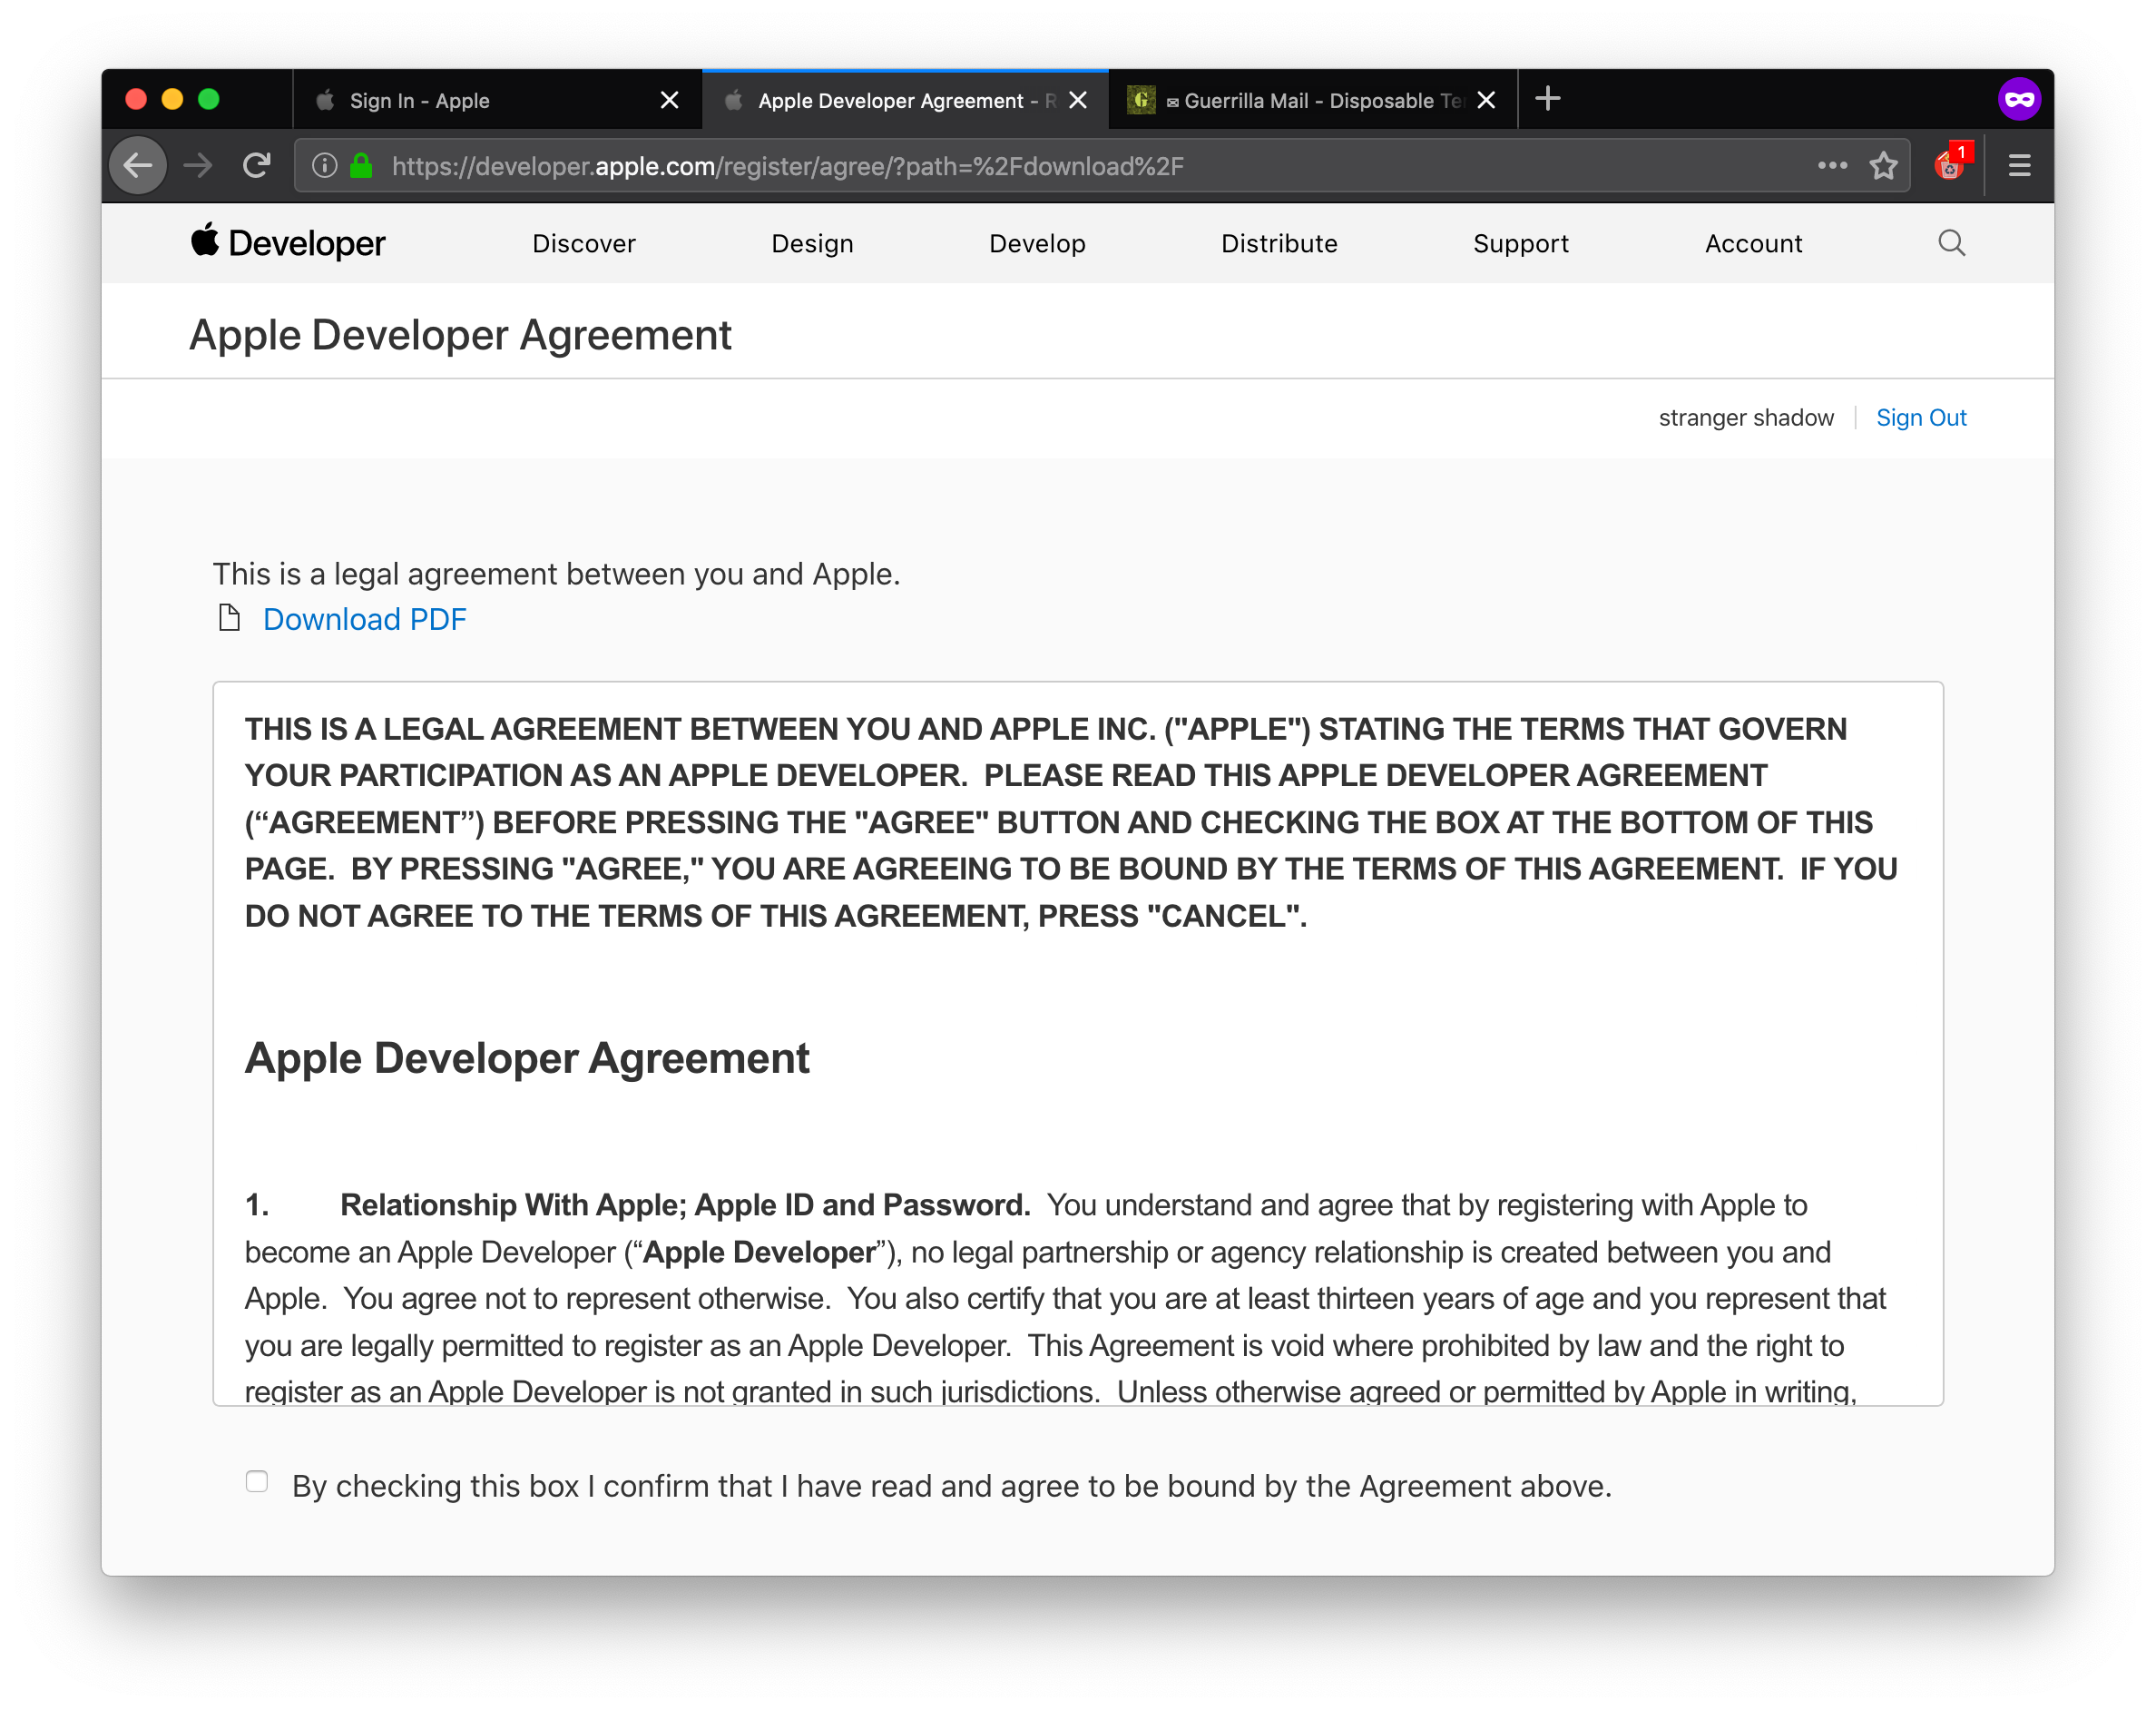 Sign In - Apple
Apple Developer Agreement - R
G ✉ Guerrilla Mail - Disposable Te
https://developer.apple.com/register/agree/?path=%2Fdownload%2F
1
Developer Discover Design Develop Distribute Support Account
Apple Developer Agreement
stranger shadow Sign Out
This is a legal agreement between you and Apple.
Download PDF
THIS IS A LEGAL AGREEMENT BETWEEN YOU AND APPLE INC. ("APPLE") STATING THE TERMS THAT GOVERN
YOUR PARTICIPATION AS AN APPLE DEVELOPER.  PLEASE READ THIS APPLE DEVELOPER AGREEMENT
(“AGREEMENT”) BEFORE PRESSING THE "AGREE" BUTTON AND CHECKING THE BOX AT THE BOTTOM OF THIS
PAGE.  BY PRESSING "AGREE," YOU ARE AGREEING TO BE BOUND BY THE TERMS OF THIS AGREEMENT.  IF YOU
DO NOT AGREE TO THE TERMS OF THIS AGREEMENT, PRESS "CANCEL".
Apple Developer Agreement
1. Relationship With Apple; Apple ID and Password.  You understand and agree that by registering with Apple to
become an Apple Developer (“Apple Developer”), no legal partnership or agency relationship is created between you and
Apple.  You agree not to represent otherwise.  You also certify that you are at least thirteen years of age and you represent that
you are legally permitted to register as an Apple Developer.  This Agreement is void where prohibited by law and the right to
register as an Apple Developer is not granted in such jurisdictions.  Unless otherwise agreed or permitted by Apple in writing,
By checking this box I confirm that I have read and agree to be bound by the Agreement above.